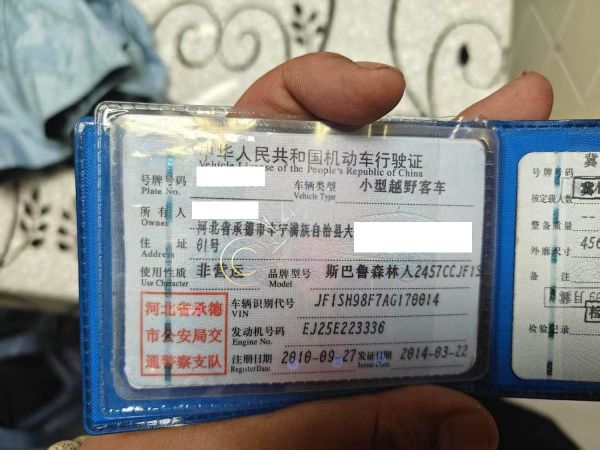 中华人民共和国机动车行驶证
Vehicle License of the People's Republic of China
号牌号码
Plate No.
车辆类型 小型越野客车
Vehicle Type
所有人
Owner
住址 河北省承德市丰宁满族自治县大
01号
Address
使用性质 非营运 品牌型号 斯巴鲁森林人2457CCJF1S
Use Character Model
河北省承德
市公安局交
通警察支队
车辆识别代号 JF1SH98F7AG170014
VIN
发动机号码 EJ25E223336
Engine No.
注册日期 2010-09-27 发证日期 2014-03-22
RegisterDate Issue Date
冀
核定载人数
整备质量
外廓尺寸 456
备注
检验记录
冀